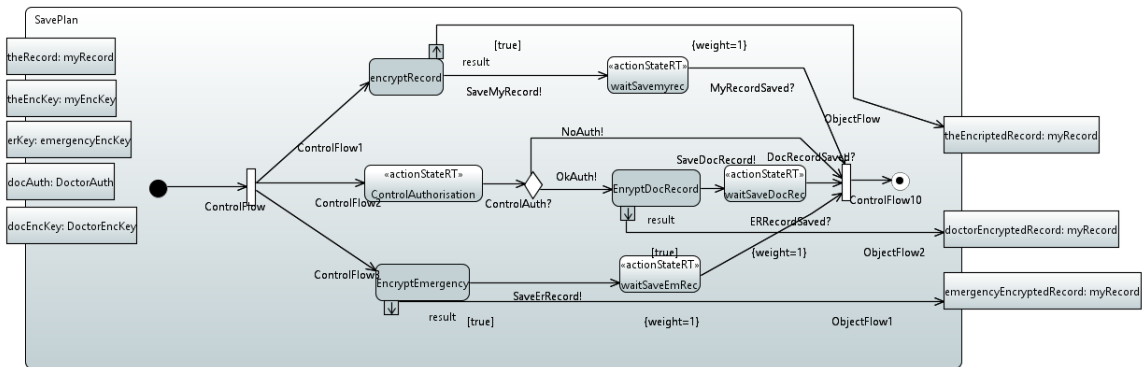 SavePlan
theRecord: myRecord
theEncKey: myEncKey
erKey: emergencyEncKey
docAuth: DoctorAuth
docEncKey: DoctorEncKey
encryptRecord
result
[true]
{weight=1}
SaveMyRecord!
«actionStateRT»
waitSavemyrec
MyRecordSaved?
ObjectFlow
theEncriptedRecord: myRecord
ControlFlow
ControlFlow1
ControlFlow2
ControlFlow3
«actionStateRT»
ControlAuthorisation
ControlAuth?
NoAuth!
OkAuth!
EnryptDocRecord
result
SaveDocRecord!
«actionStateRT»
waitSaveDocRec
DocRecordSaved?
ControlFlow10
ERRecordSaved?
[true]
{weight=1}
ObjectFlow2
doctorEncryptedRecord: myRecord
EncryptEmergency
result
SaveErRecord!
«actionStateRT»
waitSaveEmRec
[true]
{weight=1}
ObjectFlow1
emergencyEncryptedRecord: myRecord